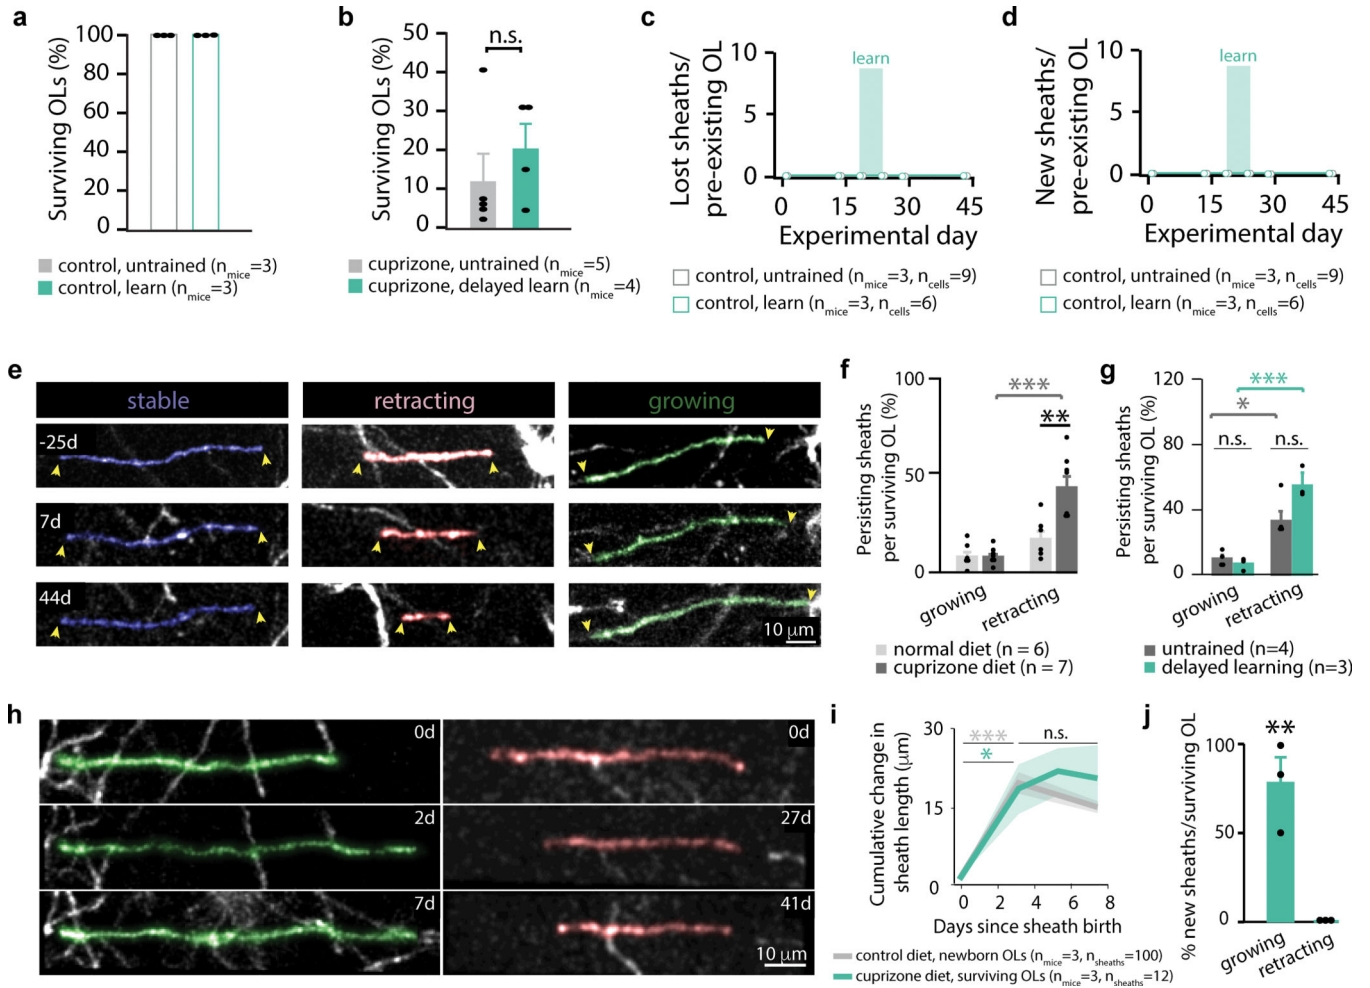 a
Surviving OLs (%)
100
80
60
40
20
0
control, untrained (nmice=3)
control, learn (nmice=3)
b
Surviving OLs (%)
50
40
30
20
10
0
n.s.
cuprizone, untrained (nmice=5)
cuprizone, delayed learn (nmice=4)
c
Lost sheaths/
pre-existing OL
10
5
0
learn
0 15 30 45
Experimental day
control, untrained (nmice=3, ncells=9)
control, learn (nmice=3, ncells=6)
d
New sheaths/
pre-existing OL
10
5
0
learn
0 15 30 45
Experimental day
control, untrained (nmice=3, ncells=9)
control, learn (nmice=3, ncells=6)
e
stable retracting growing
-25d
7d
44d
10 μm
f
Persisting sheaths
per surviving OL (%)
100
50
0
***
**
growing
retracting
normal diet (n = 6)
cuprizone diet (n = 7)
g
Persisting sheaths
per surviving OL (%)
120
80
40
0
***
*
n.s. n.s.
growing
retracting
untrained (n=4)
delayed learning (n=3)
h
0d 0d
2d 27d
7d 41d
10 μm
i
Cumulative change in
sheath length (μm)
30
15
0
***
*
n.s.
0 2 4 6 8
Days since sheath birth
control diet, newborn OLs (nmice=3, nsheaths=100)
cuprizone diet, surviving OLs (nmice=3, nsheaths=12)
j
% new sheaths/surviving OL
100
50
0
**
growing
retracting